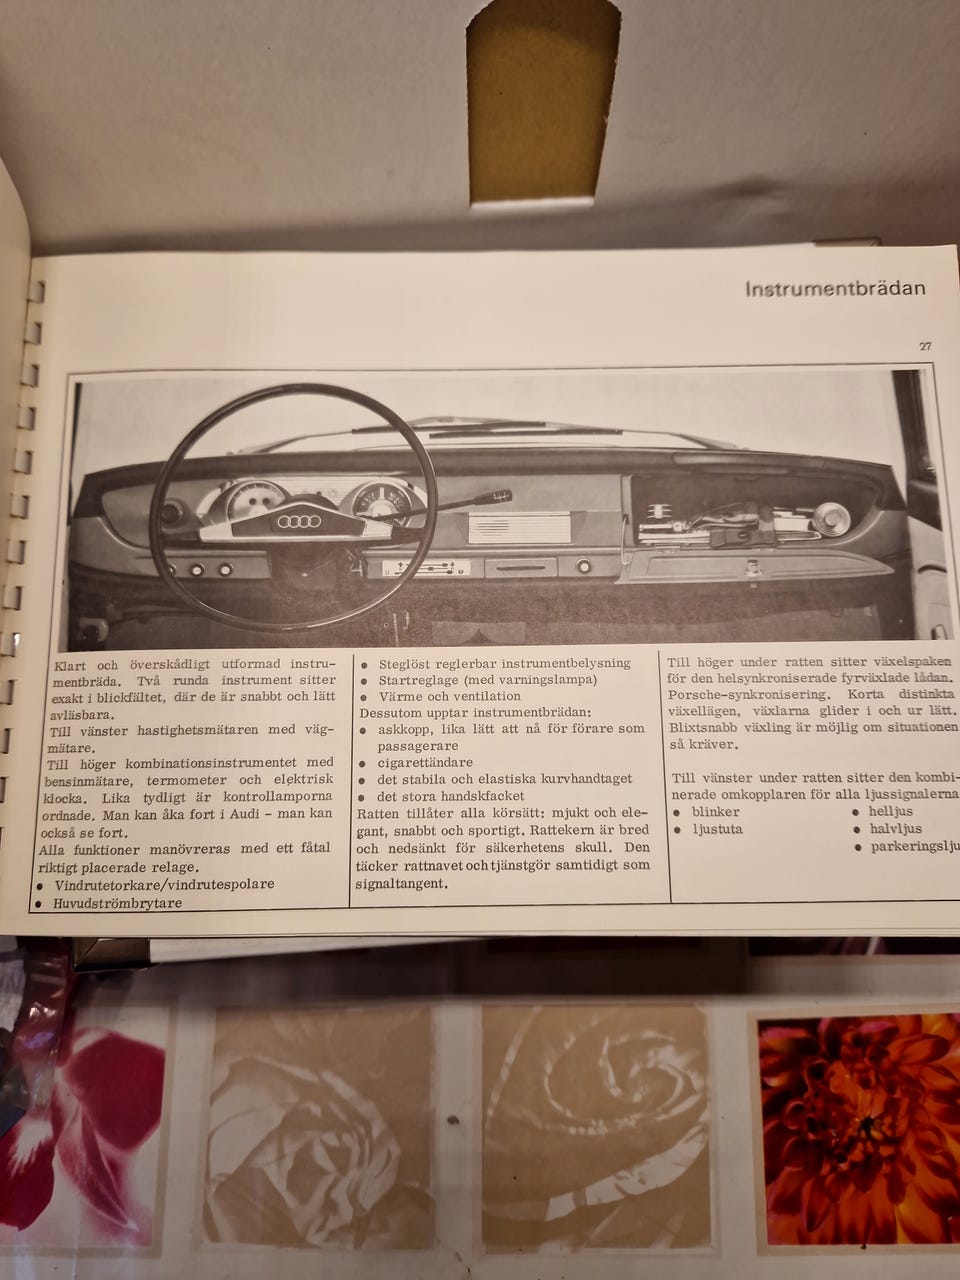 Instrumentbrädan
27
Klart och överskådligt utformad instru-
mentbräda. Två runda instrument sitter
exakt i blickfältet, där de är snabbt och lätt
avläsbara.
Till vänster hastighetsmätaren med väg-
mätare.
Till höger kombinationsinstrumentet med
bensinmätare, termometer och elektrisk
klocka. Lika tydligt är kontrollamporna
ordnade. Man kan åka fort i Audi - man kan
också se fort.
Alla funktioner manövreras med ett fåtal
riktigt placerade relage.
● Vindrutetorkare/vindrutespolare
● Huvudströmbrytare
● Steglöst reglerbar instrumentbelysning
● Startreglage (med varningslampa)
● Värme och ventilation
Dessutom upptar instrumentbrädan:
● askkopp, lika lätt att nå för förare som
passagerare
● cigarettändare
● det stabila och elastiska kurvhandtaget
● det stora handskfacket
Ratten tillåter alla körsätt: mjukt och ele-
gant, snabbt och sportigt. Rattekern är bred
och nedsänkt för säkerhetens skull. Den
täcker rattnavet och tjänstgör samtidigt som
signaltangent.
Till höger under ratten sitter växelspaken
för den helsynkroniserade fyrväxlade lådan.
Porsche-synkronisering. Korta distinkta
växellägen, växlarna glider i och ur lätt.
Blixtsnabb växling är möjlig om situationen
så kräver.
Till vänster under ratten sitter den kombi-
nerade omkopplaren för alla ljussignalerna
● blinker
● ljustuta
● helljus
● halvljus
● parkeringslju